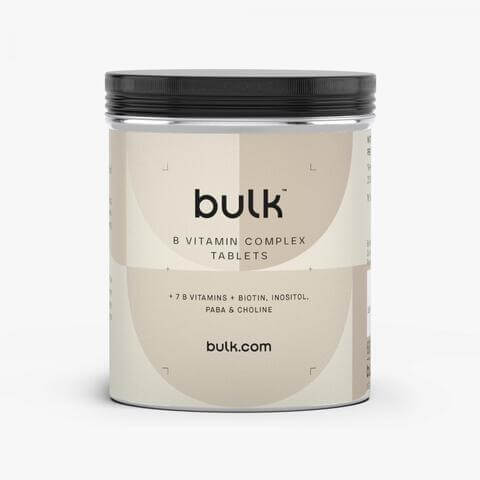 bulk™
B VITAMIN COMPLEX
TABLETS
+ 7 B VITAMINS + BIOTIN, INOSITOL,
PABA & CHOLINE
bulk.com